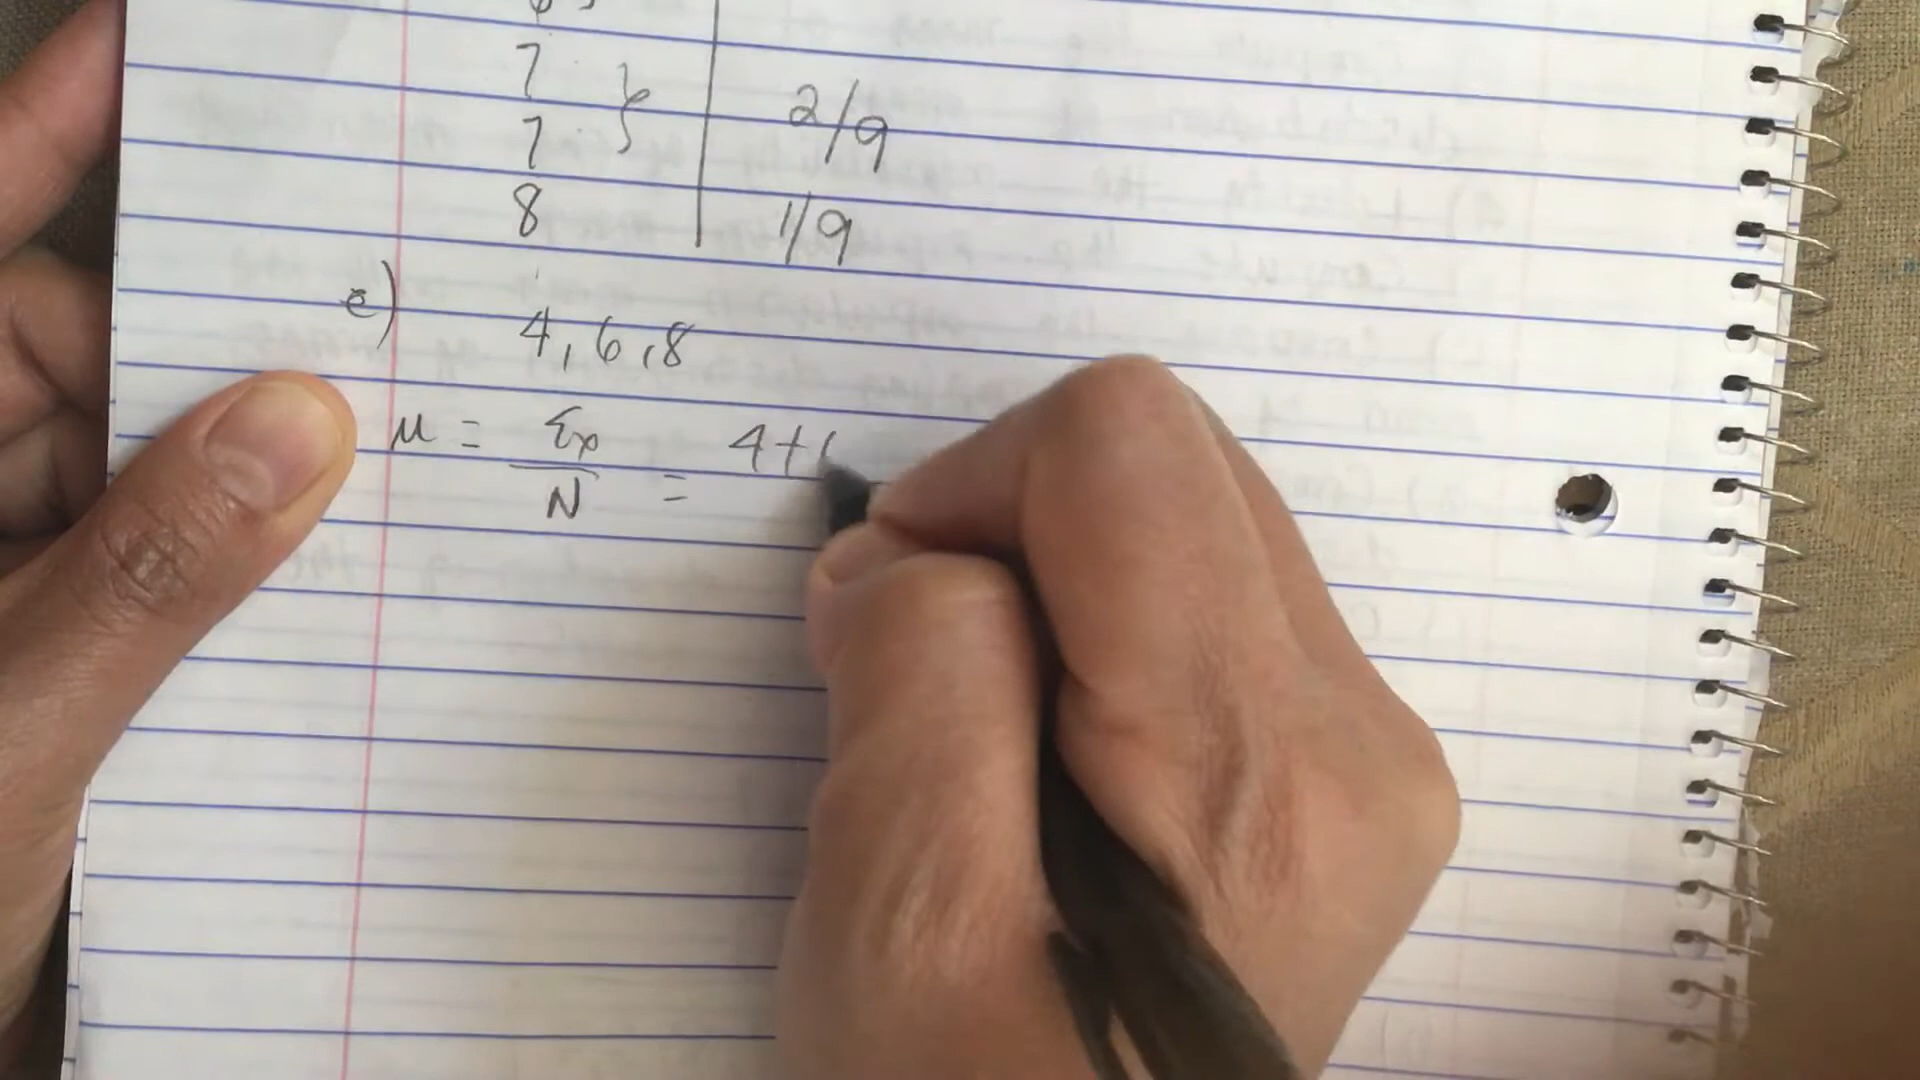 7
7 } 2/9
8 1/9
e) 4, 6, 8
M = Σx / N = 4+